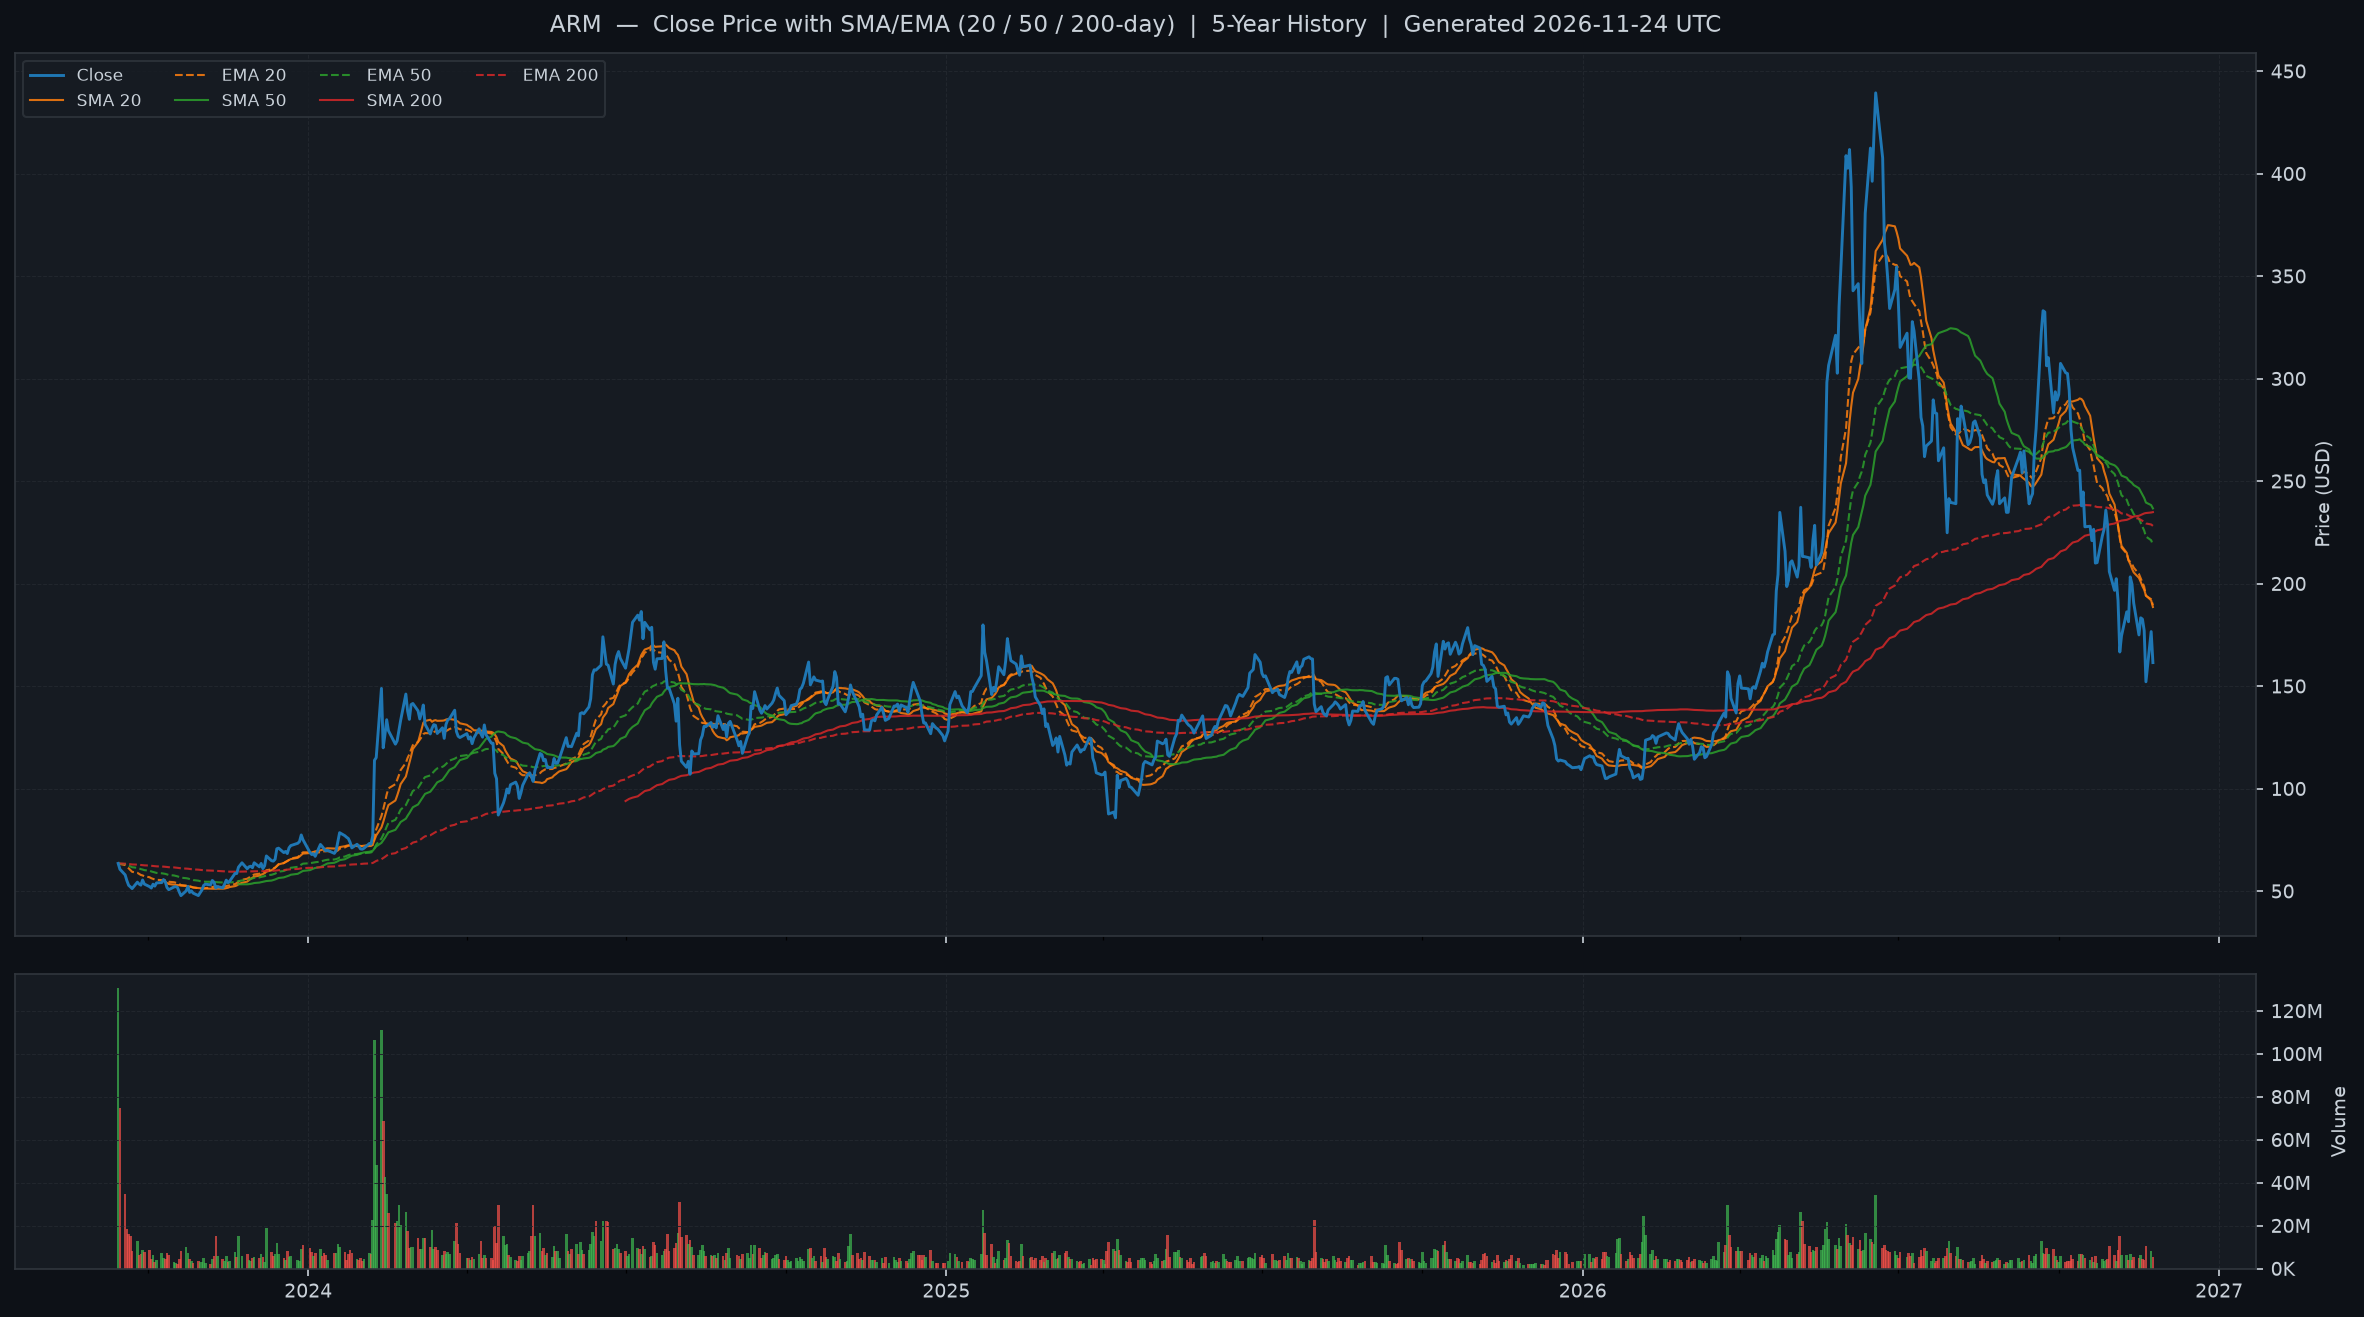 ARM — Close Price with SMA/EMA (20 / 50 / 200-day) | 5-Year History | Generated 2026-11-24 UTC
Close EMA 20 EMA 50 EMA 200
SMA 20 SMA 50 SMA 200
450
400
350
300
250
200
150
100
50
Price (USD)
120M
100M
80M
60M
40M
20M
0K
Volume
2024 2025 2026 2027